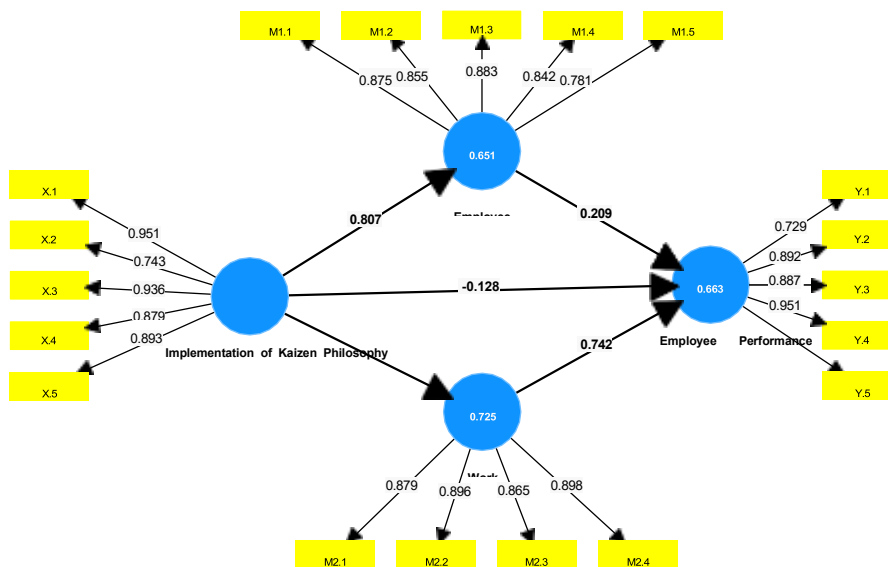 M1.1 M1.2 M1.3 M1.4 M1.5
0.875 0.855 0.883 0.842 0.781
0.651
Employee
X.1
X.2
X.3
X.4
X.5
0.951
0.743
0.936
0.879
0.893
0.807
0.209
-0.128
0.742
Implementation of Kaizen Philosophy
0.663
Employee Performance
0.729
0.892
0.887
0.951
Y.1
Y.2
Y.3
Y.4
Y.5
0.725
Work
0.879 0.896 0.865 0.898
M2.1 M2.2 M2.3 M2.4